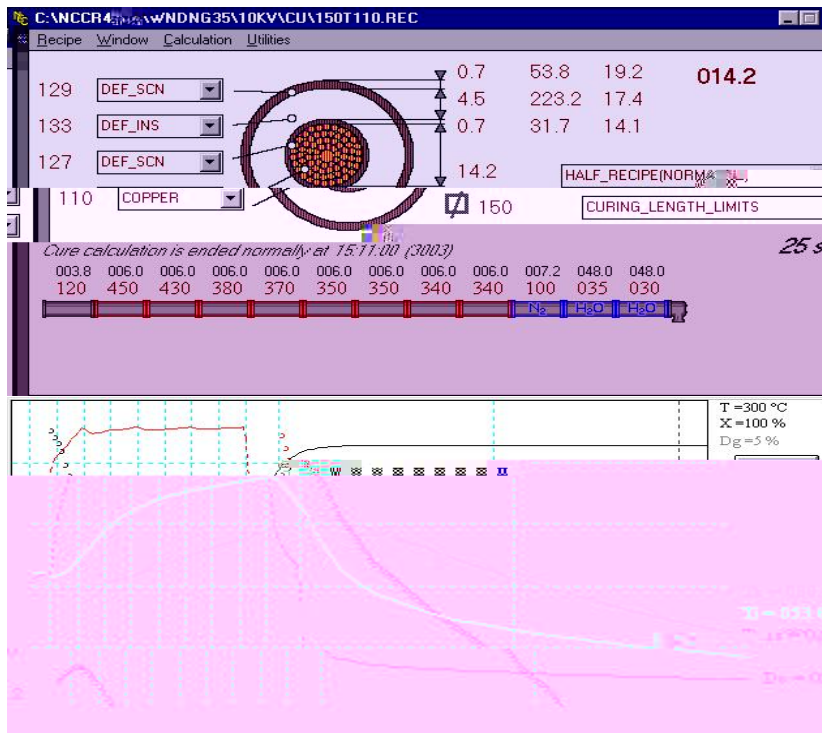 C:\NCCR4 \WNDNG35\10KV\CU\150T110.REC
Recipe Window Calculation Utilities
129 DEF_SCN 0.7 53.8 19.2 014.2
4.5 223.2 17.4
133 DEF_INS 0.7 31.7 14.1
127 DEF_SCN 14.2 HALF_RECIPE(NORMA
110 COPPER 150 CURING_LENGTH_LIMITS
Cure calculation is ended normally at 15:11:00 (3003) 25 s
003.8 006.0 006.0 006.0 006.0 006.0 006.0 006.0 006.0 007.2 048.0 048.0
120 450 430 380 370 350 350 340 340 100 035 030
N2 H2O H2O
T =300 °C
X =100 %
Dg =5 %